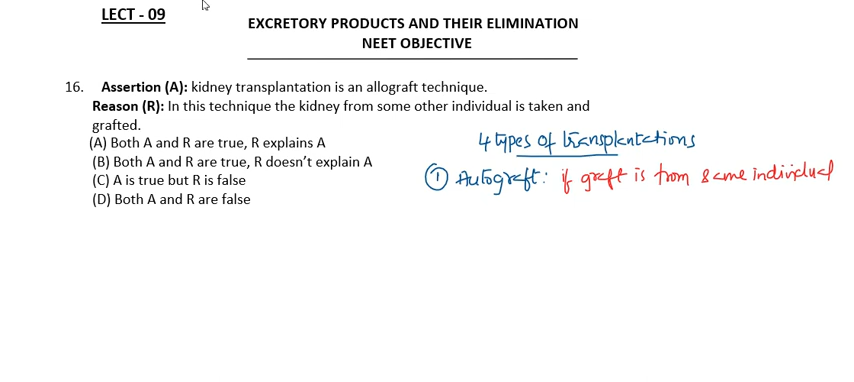 LECT - 09
EXCRETORY PRODUCTS AND THEIR ELIMINATION
NEET OBJECTIVE
16. Assertion (A): kidney transplantation is an allograft technique.
Reason (R): In this technique the kidney from some other individual is taken and
grafted.
(A) Both A and R are true, R explains A
(B) Both A and R are true, R doesn't explain A
(C) A is true but R is false
(D) Both A and R are false
4 types of transplantations
① Autograft: if graft is from same individual